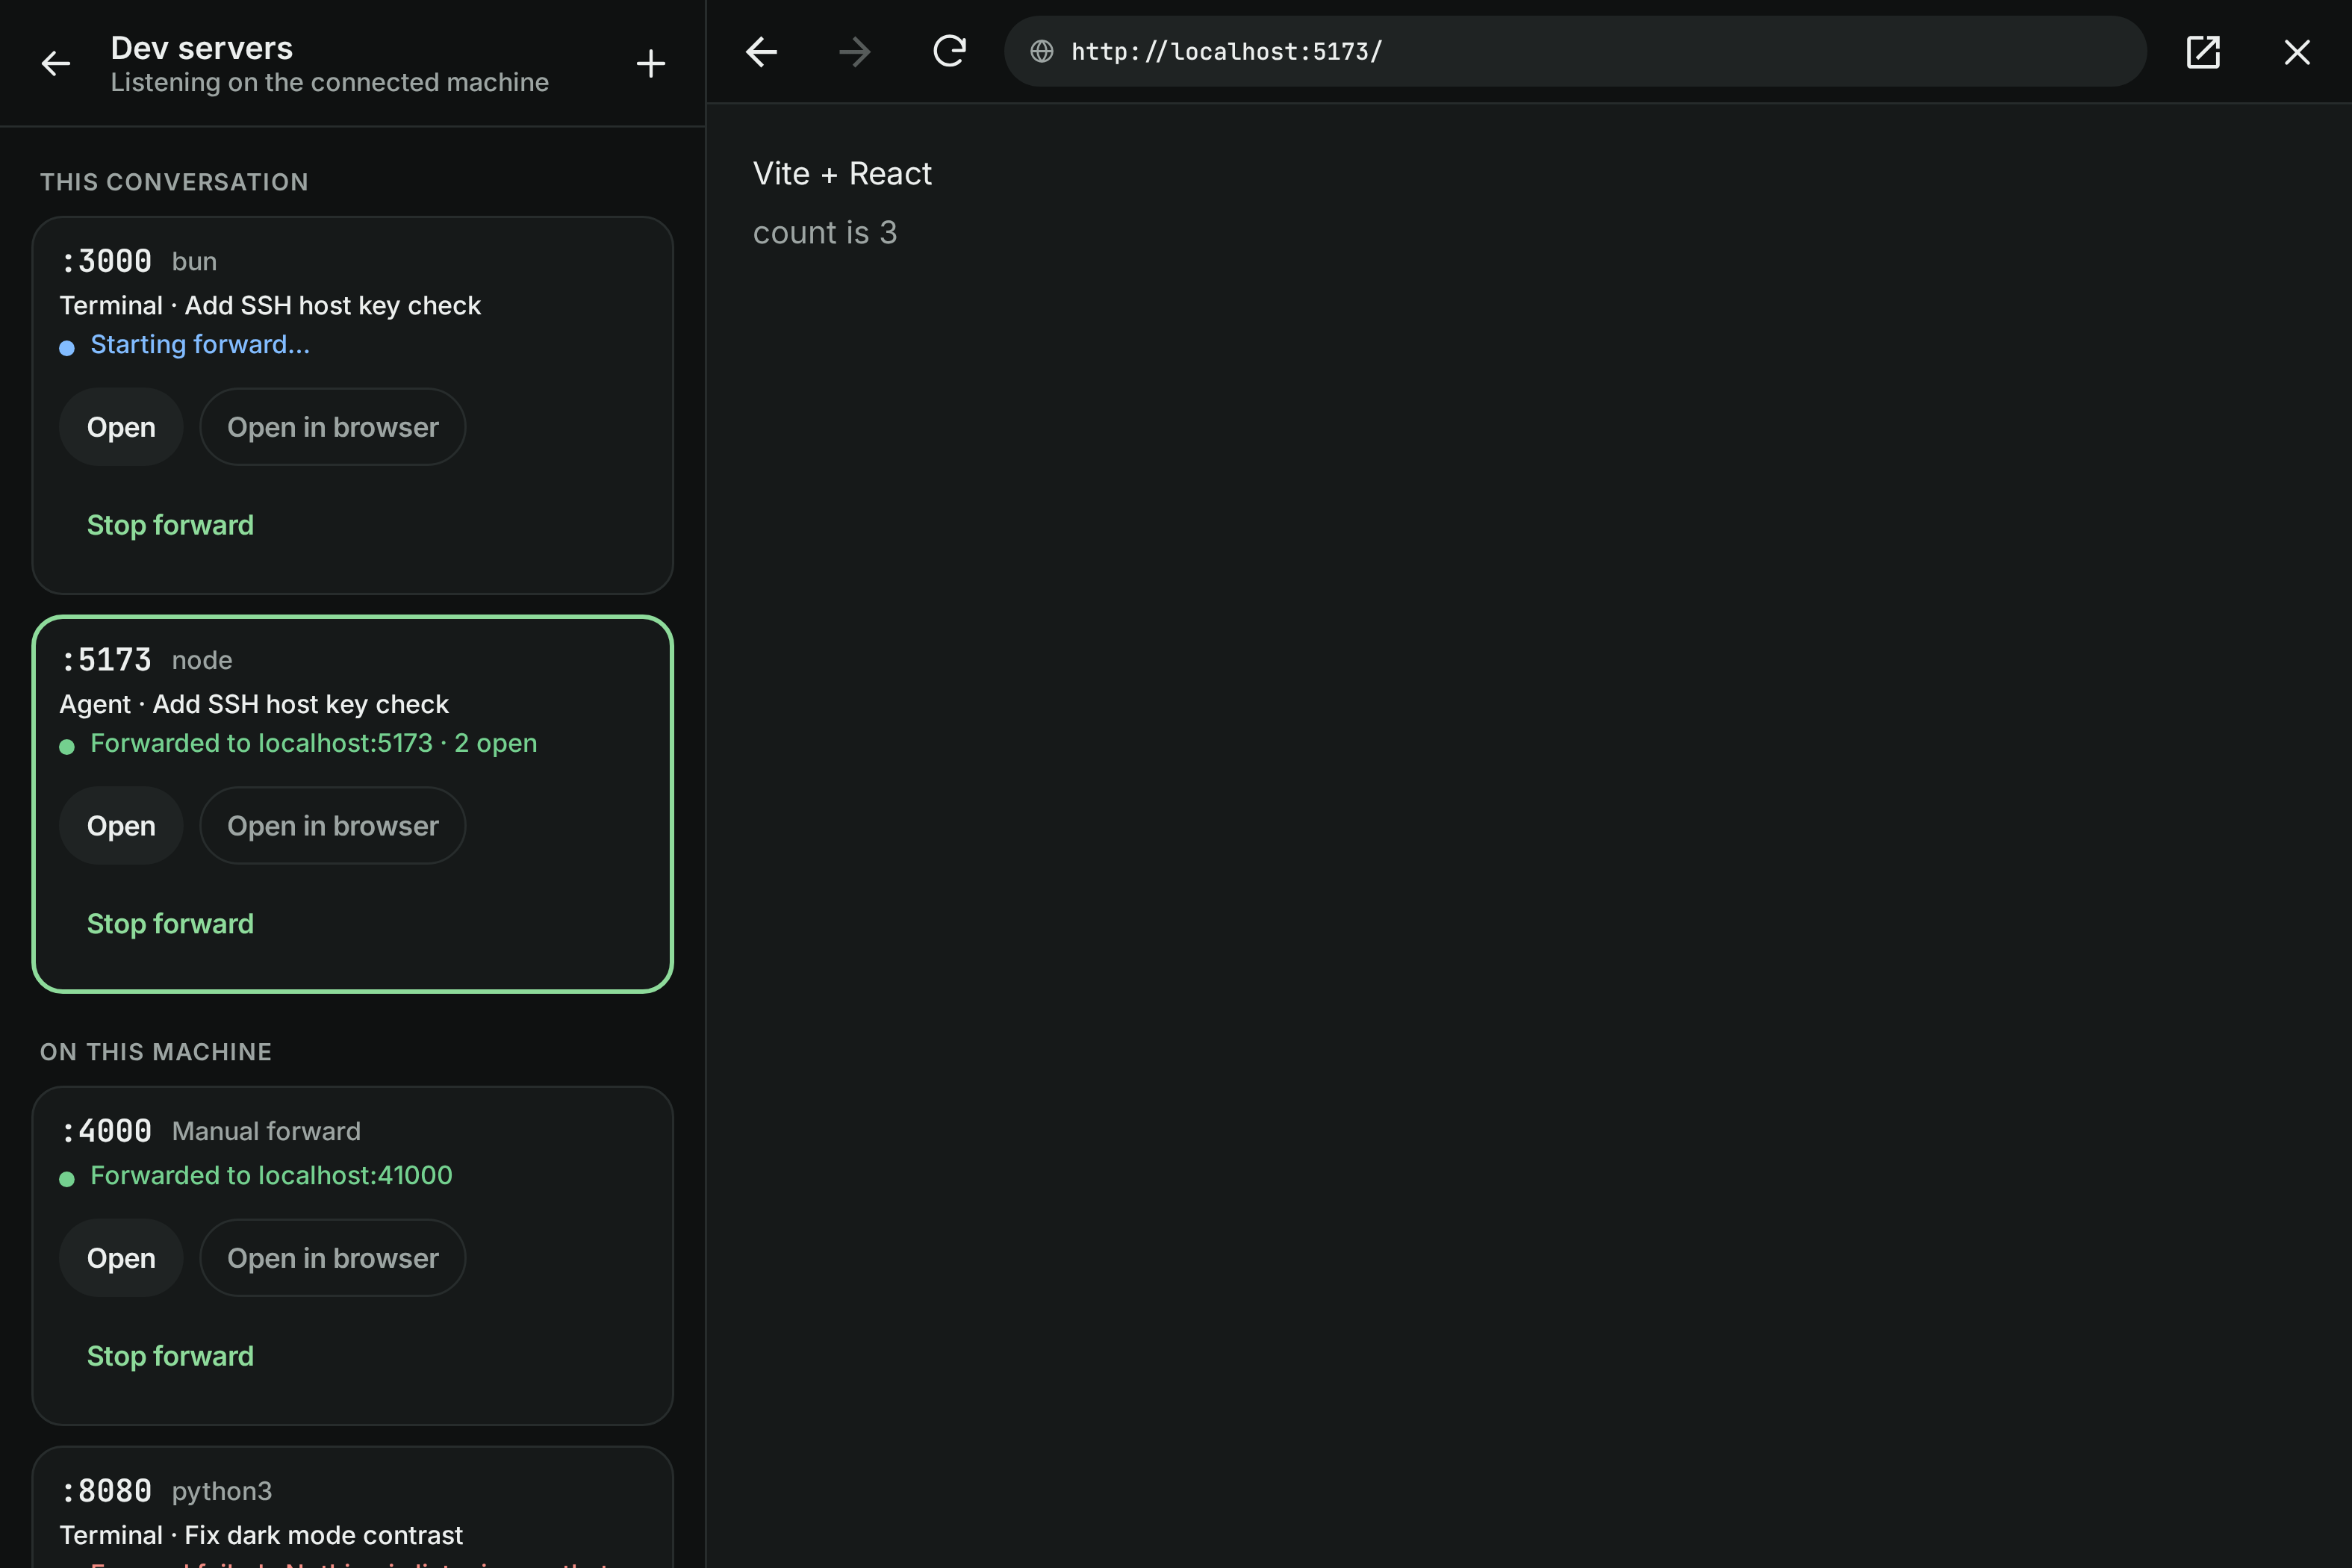 Dev servers
Listening on the connected machine
http://localhost:5173/
THIS CONVERSATION
:3000 bun
Terminal · Add SSH host key check
Starting forward...
Open
Open in browser
Stop forward
:5173 node
Agent · Add SSH host key check
Forwarded to localhost:5173 · 2 open
Open
Open in browser
Stop forward
ON THIS MACHINE
:4000 Manual forward
Forwarded to localhost:41000
Open
Open in browser
Stop forward
:8080 python3
Terminal · Fix dark mode contrast
Vite + React
count is 3